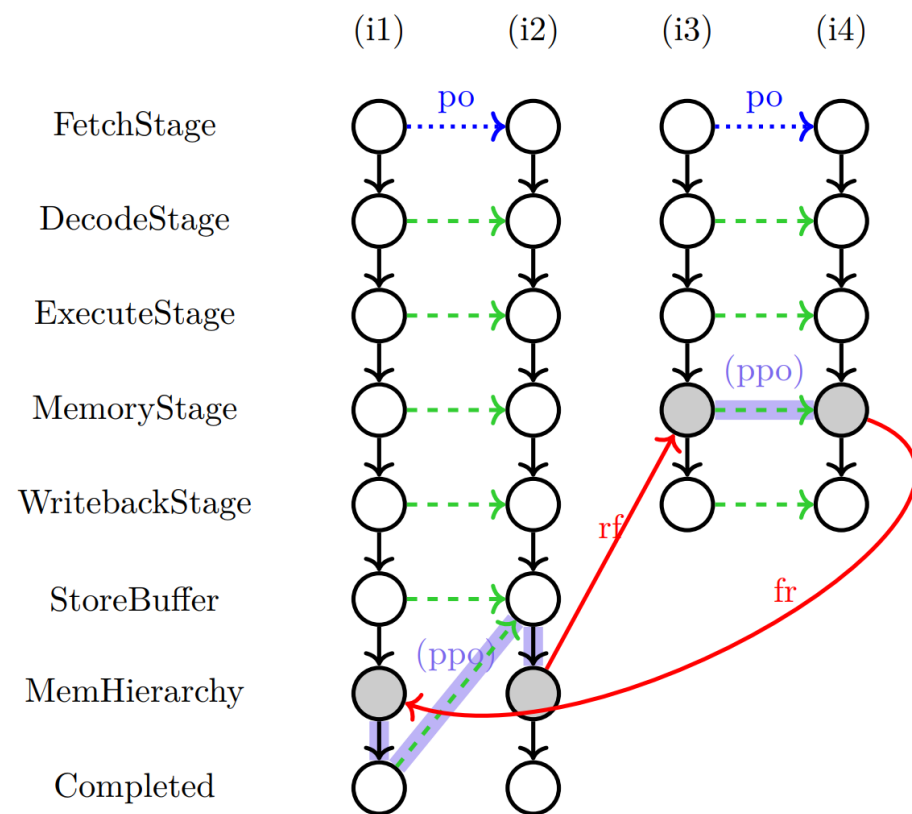 (i1) (i2) (i3) (i4)
FetchStage po po
DecodeStage
ExecuteStage
(ppo)
MemoryStage
WritebackStage
rf
StoreBuffer fr
(ppo)
MemHierarchy
Completed